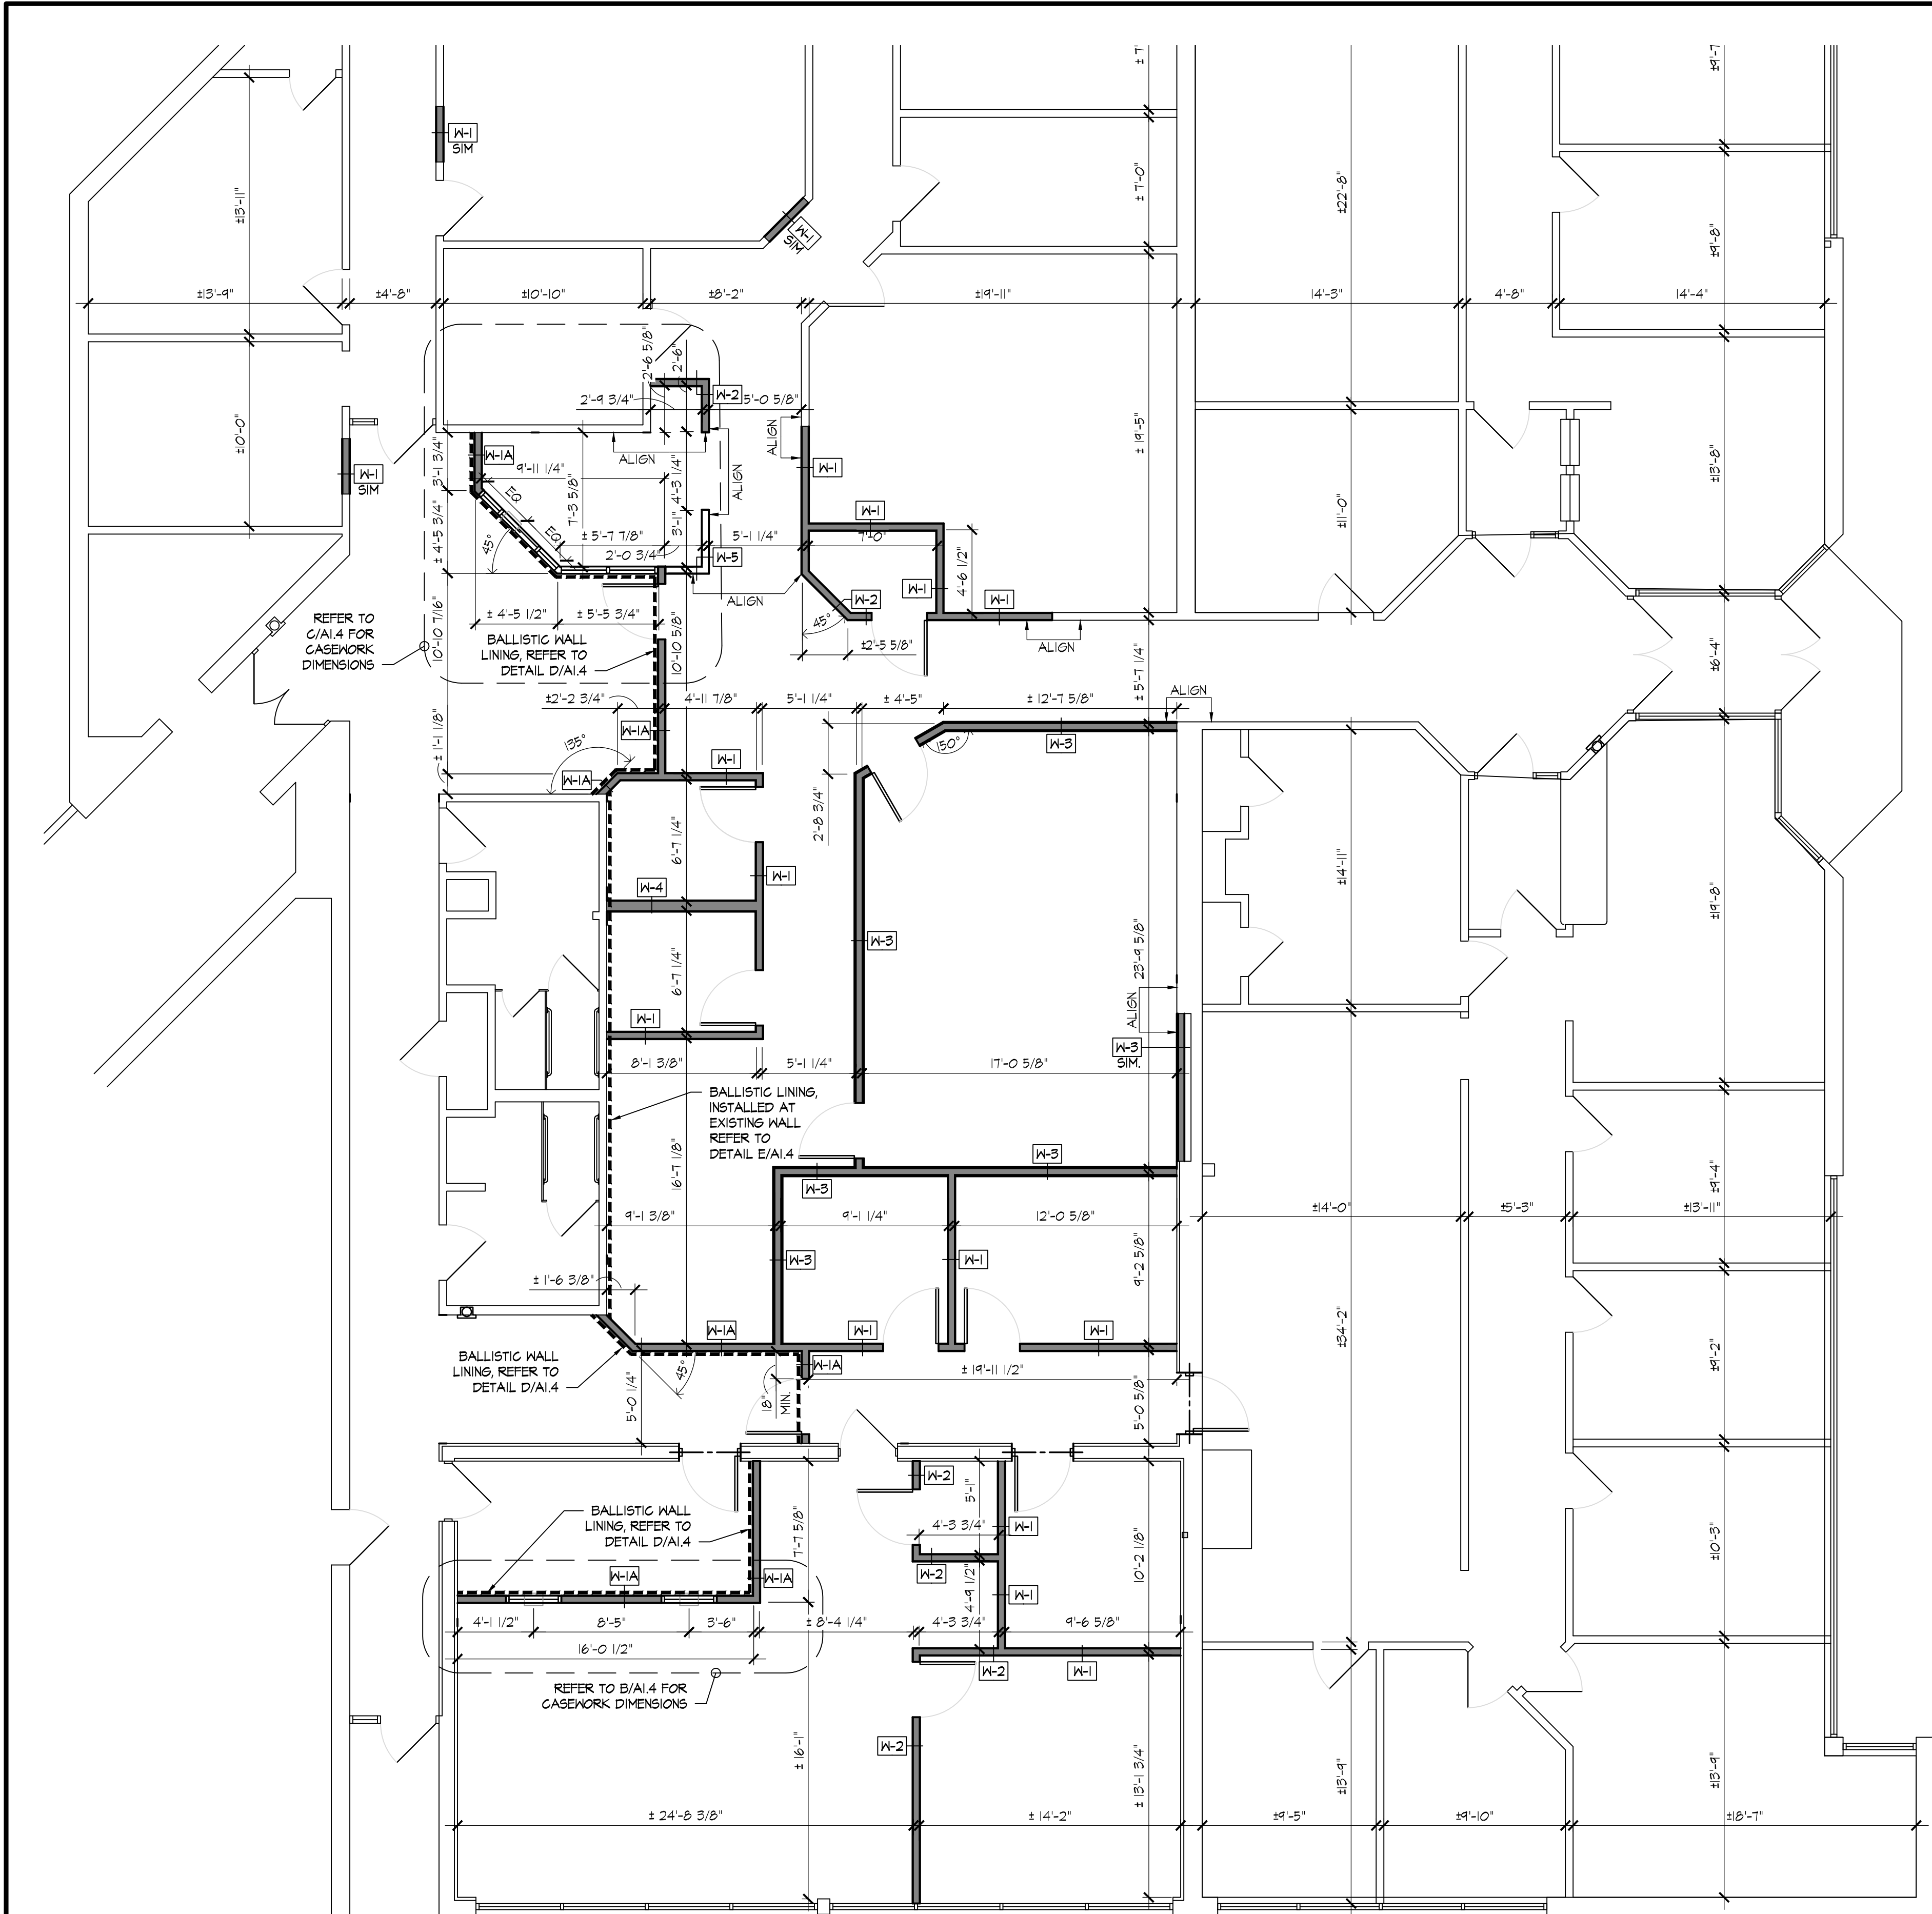 ± 7'
±9'-7
W-1
SIM
±13'-11"
± 7'-0"
±22'-8"
±9'-8"
W-1
SIM
±13'-9"
±4'-8"
±10'-10"
±8'-2"
±19'-11"
14'-3"
4'-8"
14'-4"
2'-6 5/8"
2'-6"
2'-9 3/4"
W-2
5'-0 5/8"
±10'-0"
± 19'-5"
±13'-8"
ALIGN
ALIGN
ALIGN
W-1
W-1
SIM
3'-1 3/4"
W-1A
9'-11 1/4"
4'-3 1/4"
7'-3 5/8"
EQ
EQ
W-1
±11'-0"
± 4'-5 3/4"
45°
± 5'-7 7/8"
3'-1"
5'-1 1/4"
7'-0"
2'-0 3/4"
W-5
4'-6 1/2"
W-1
W-2
W-1
ALIGN
45°
REFER TO
C/A1.4 FOR
CASEWORK
DIMENSIONS
± 4'-5 1/2"
± 5'-5 3/4"
10'-10 7/16"
10'-10 5/8"
BALLISTIC WALL
LINING, REFER TO
DETAIL D/A1.4
±2'-5 5/8"
ALIGN
± 5'-7 1/4"
±6'-4"
±2'-2 3/4"
4'-11 7/8"
5'-1 1/4"
± 4'-5"
± 12'-7 5/8"
ALIGN
± 1'-1 1/8"
W-1A
135°
150°
W-3
W-1A
W-1
2'-8 3/4"
6'-7 1/4"
W-1
W-4
±14'-11"
±19'-8"
W-3
6'-7 1/4"
23'-9 5/8"
ALIGN
W-1
W-3
SIM.
8'-1 3/8"
5'-1 1/4"
17'-0 5/8"
BALLISTIC LINING,
INSTALLED AT
EXISTING WALL
REFER TO
DETAIL E/A1.4
16'-7 1/8"
W-3
W-3
±9'-4"
9'-1 3/8"
9'-1 1/4"
12'-0 5/8"
±14'-0"
±5'-3"
±13'-11"
W-3
W-1
9'-2 5/8"
± 1'-6 3/8"
±34'-2"
W-1A
W-1
W-1
±9'-2"
BALLISTIC WALL
LINING, REFER TO
DETAIL D/A1.4
45°
W-1A
± 19'-11 1/2"
5'-0 1/4"
18"
MIN.
5'-0 5/8"
W-2
5'-1"
BALLISTIC WALL
LINING, REFER TO
DETAIL D/A1.4
7'-7 5/8"
4'-3 3/4"
W-1
10'-2 1/8"
±10'-3"
W-1A
W-1A
W-2
4'-9 1/2"
W-1
4'-1 1/2"
8'-5"
3'-6"
± 8'-4 1/4"
4'-3 3/4"
9'-6 5/8"
16'-0 1/2"
W-2
W-1
REFER TO B/A1.4 FOR
CASEWORK DIMENSIONS
W-2
± 16'-1"
± 13'-1 3/4"
±13'-9"
±13'-9"
± 24'-8 3/8"
± 14'-2"
±9'-5"
±9'-10"
±18'-7"